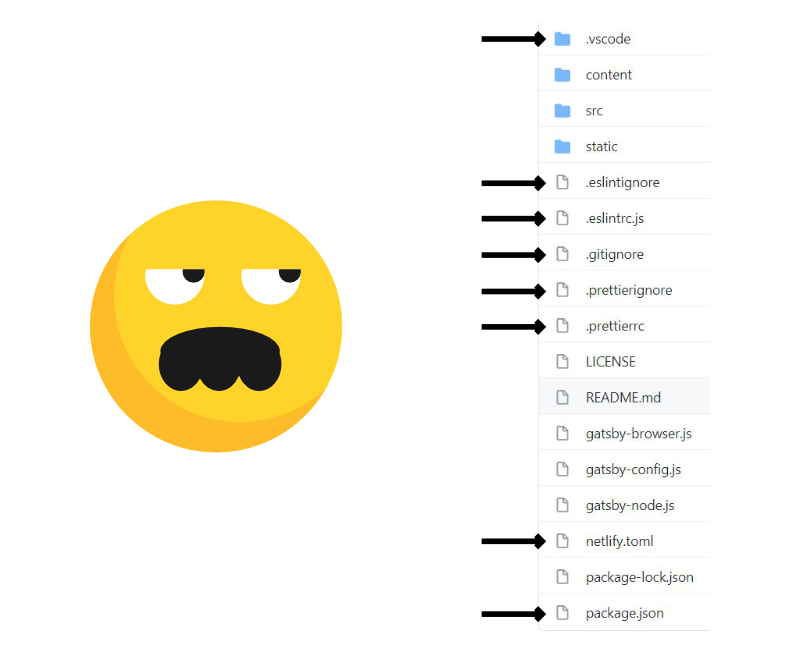 .vscode
content
src
static
.eslintignore
.eslintrc.js
.gitignore
.prettierignore
.prettierrc
LICENSE
README.md
gatsby-browser.js
gatsby-config.js
gatsby-node.js
netlify.toml
package-lock.json
package.json